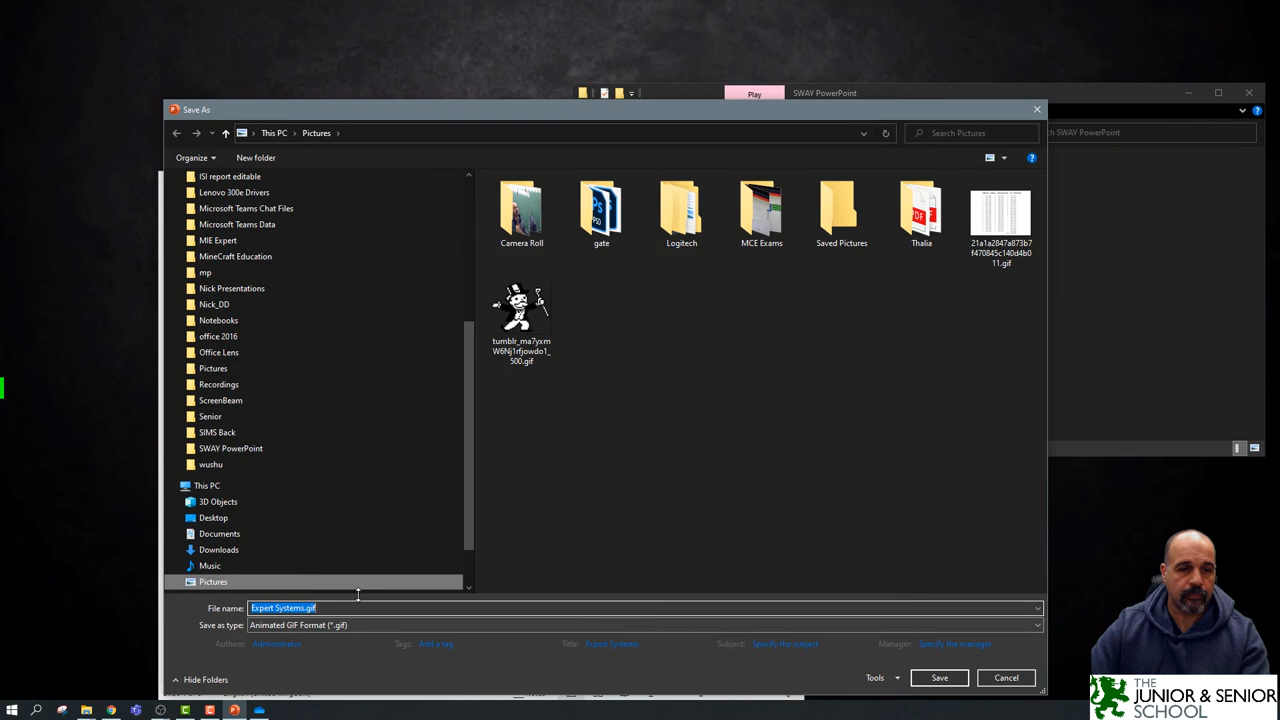 Play
SWAY PowerPoint
Save As
This PC
Pictures
Search Pictures
SWAY PowerPoint
Organize
New folder
ISI report editable
Lenovo 300e Drivers
Microsoft Teams Chat Files
Microsoft Teams Data
MIE Expert
MineCraft Education
mp
Nick Presentations
Nick_DD
Notebooks
office 2016
Office Lens
Pictures
Recordings
ScreenBeam
Senior
SIMS Back
SWAY PowerPoint
wushu
This PC
3D Objects
Desktop
Documents
Downloads
Music
Pictures
Camera Roll
gate
Logitech
MCE Exams
Saved Pictures
Thalia
21a1a2847a873b7
f470845c140d4b0
11.gif
tumblr_ma7yxm
W6Nj1rfjowdo1_
500.gif
File name: Expert Systems.gif
Save as type: Animated GIF Format (*.gif)
Authors: Administrator
Tags: Add a tag
Title: Expert Systems
Subject: Specify the subject
Manager: Specify the manager
Hide Folders
Tools
Save
Cancel
THE
JUNIOR & SENIOR
SCHOOL